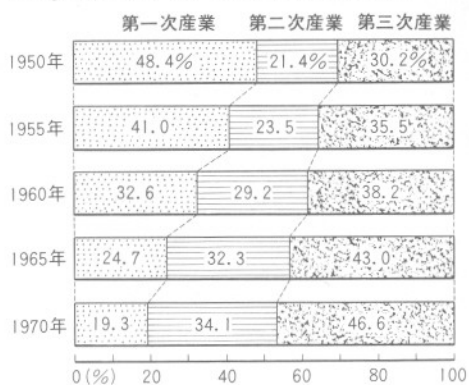 第一次産業 第二次産業 第三次産業
1950年 48.4% 21.4% 30.2%
1955年 41.0 23.5 35.5
1960年 32.6 29.2 38.2
1965年 24.7 32.3 43.0
1970年 19.3 34.1 46.6
0(%) 20 40 60 80 100